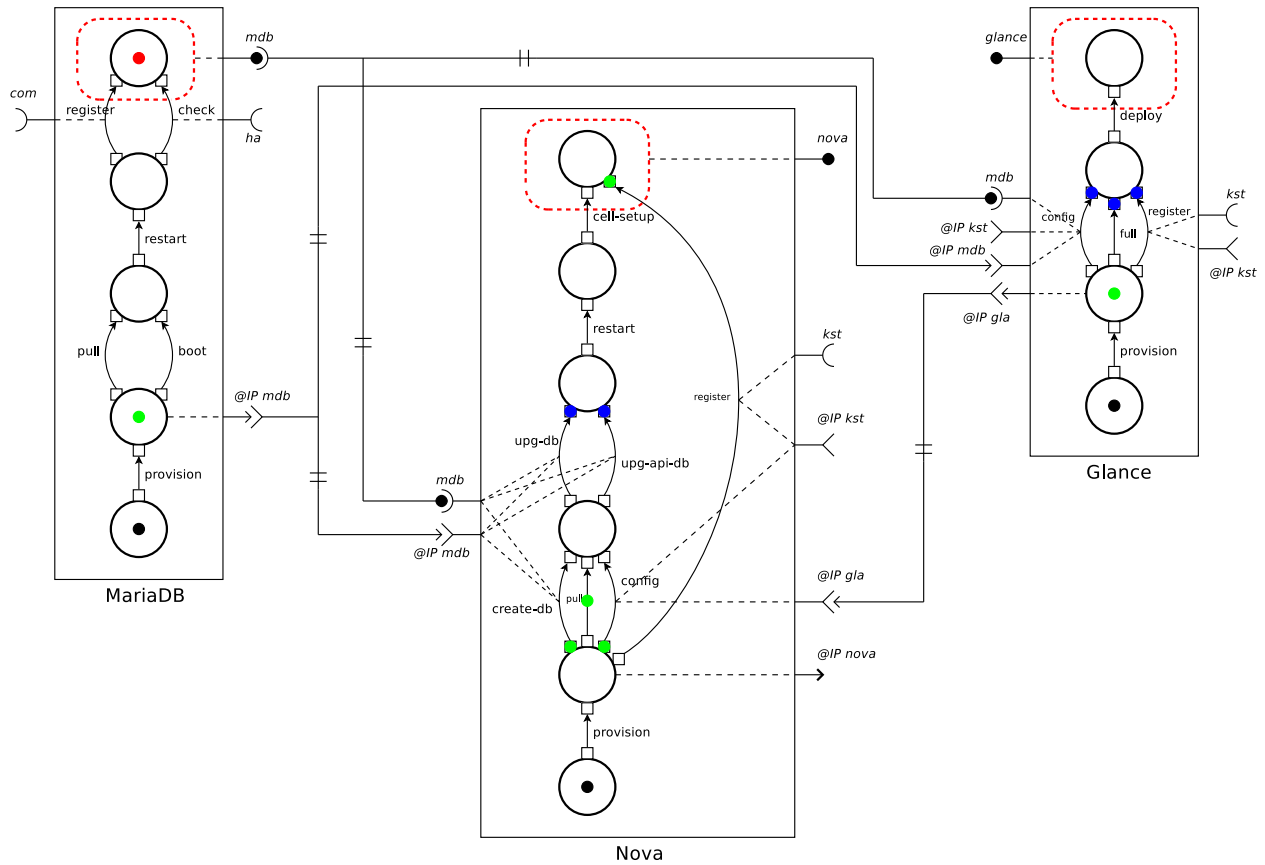 mdb
glance
com
register
check
ha
deploy
nova
mdb
kst
cell-setup
config
register
@IP kst
full
restart
@IP mdb
@IP kst
@IP gla
restart
kst
pull
boot
provision
@IP mdb
register
@IP kst
upg-db
upg-api-db
Glance
provision
mdb
@IP mdb
@IP gla
config
pull
create-db
MariaDB
@IP nova
provision
Nova